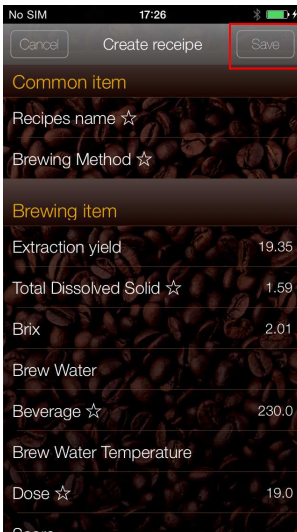 No SIM 17:26
Cancel Create receipe Save
Common item
Recipes name ☆
Brewing Method ☆
Brewing item
Extraction yield 19.35
Total Dissolved Solid ☆ 1.59
Brix 2.01
Brew Water
Beverage ☆ 230.0
Brew Water Temperature
Dose ☆ 19.0